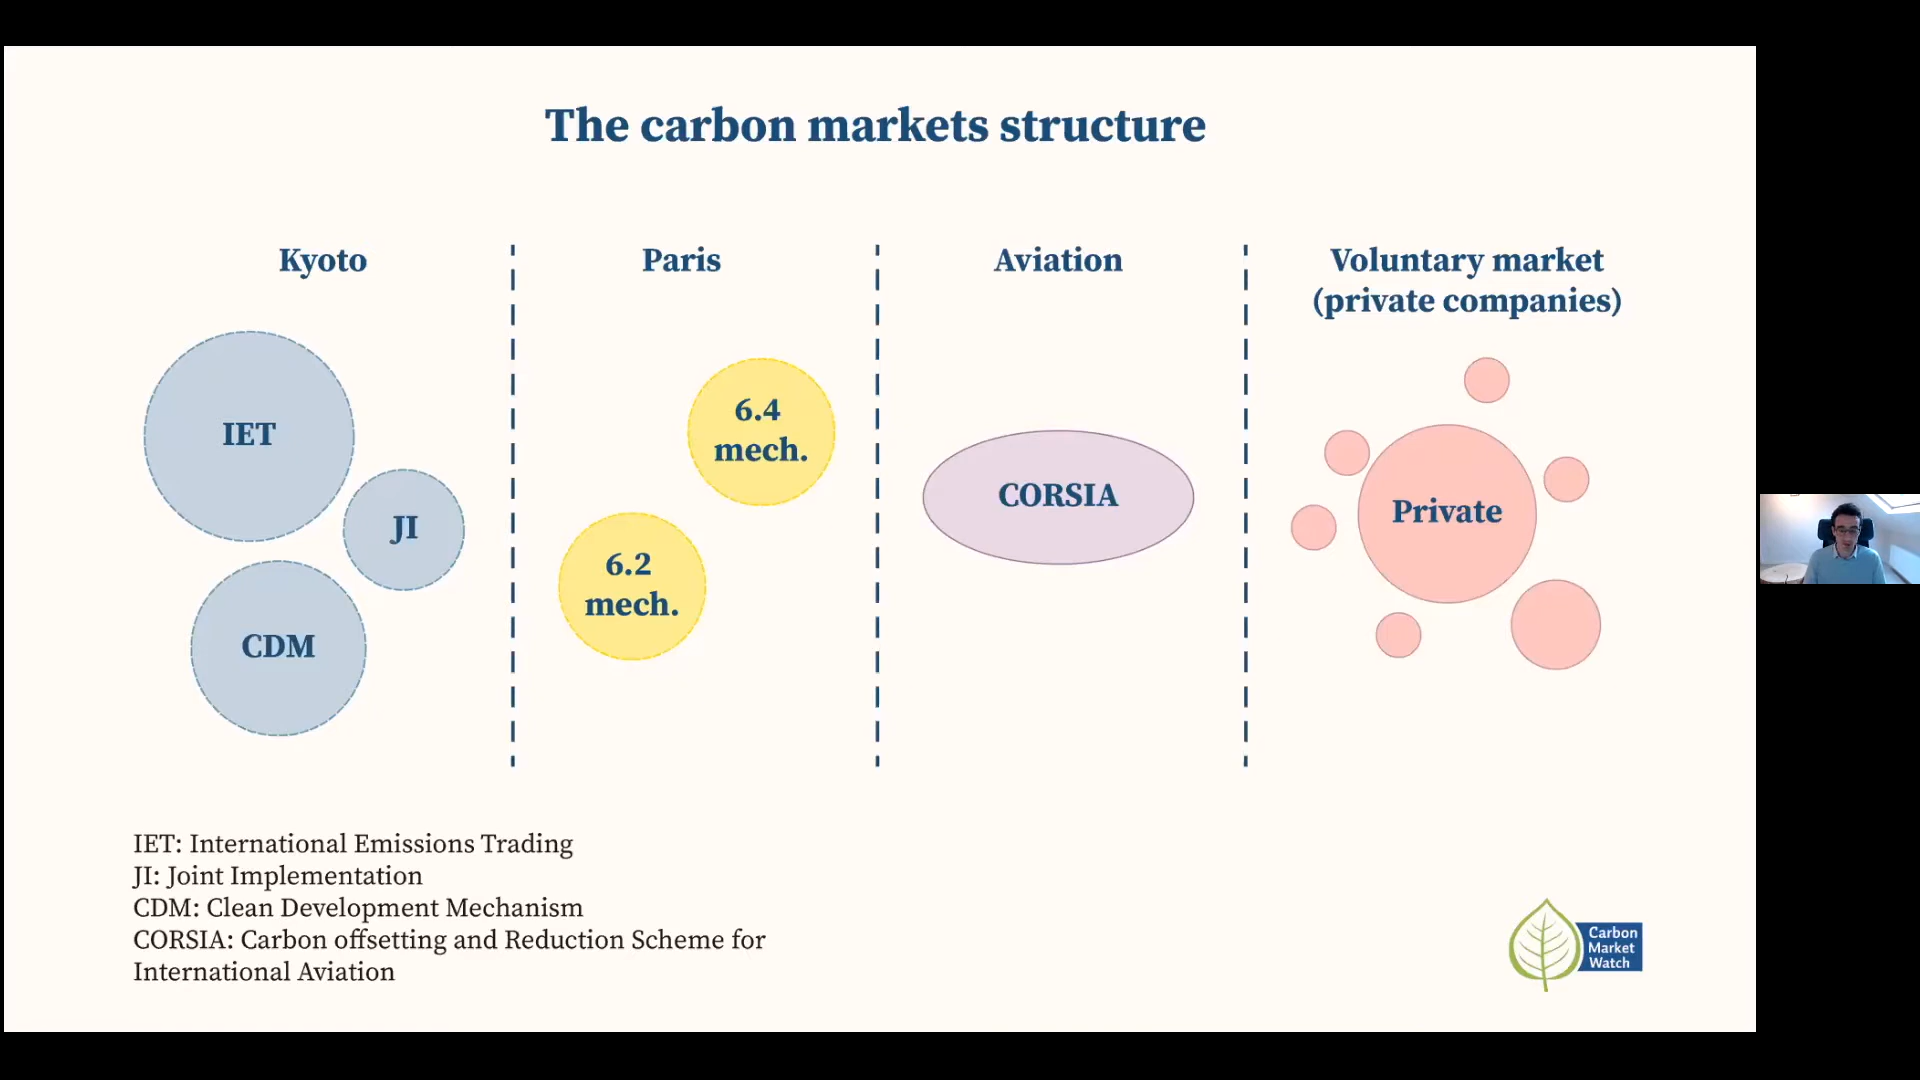 The carbon markets structure
Kyoto
Paris
Aviation
Voluntary market
(private companies)
IET
JI
CDM
6.4
mech.
6.2
mech.
CORSIA
Private
IET: International Emissions Trading
JI: Joint Implementation
CDM: Clean Development Mechanism
CORSIA: Carbon offsetting and Reduction Scheme for
International Aviation
Carbon
Market
Watch